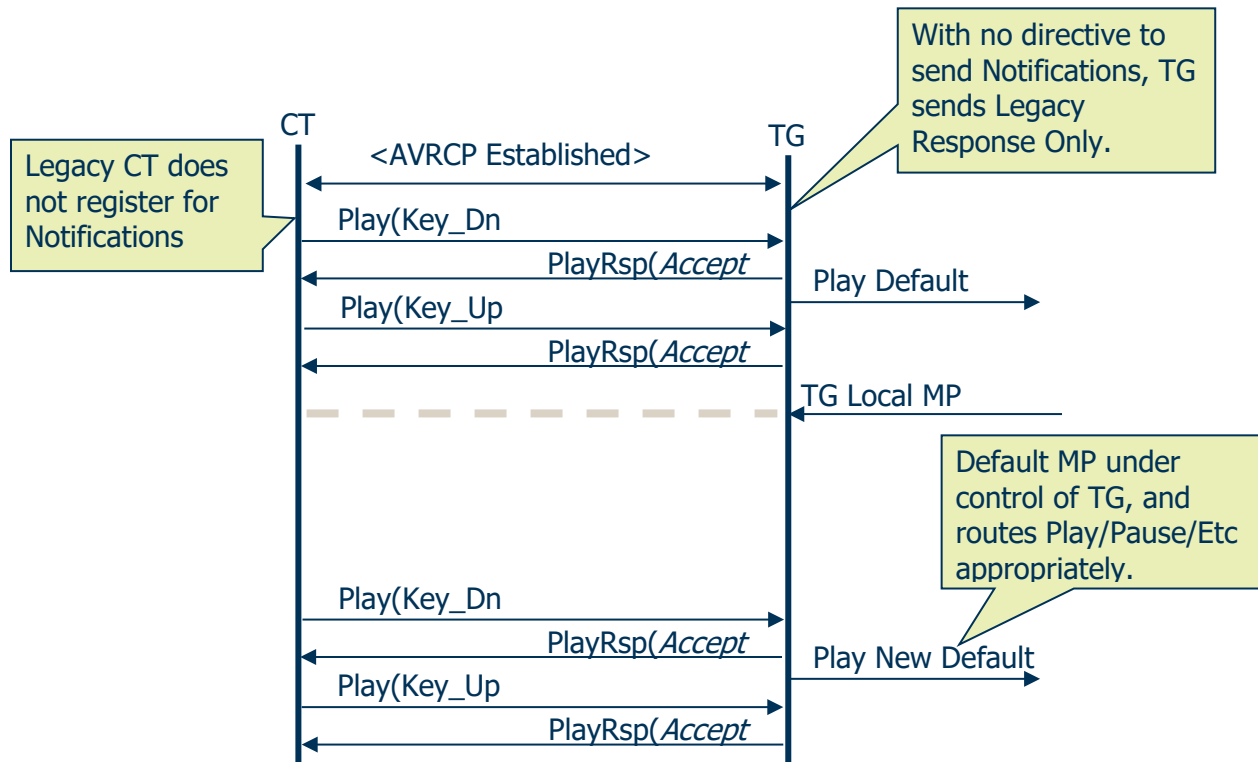 With no directive to
send Notifications, TG
sends Legacy
Response Only.
CT
TG
Legacy CT does
not register for
Notifications
<AVRCP Established>
Play(Key_Dn
PlayRsp(Accept
Play Default
Play(Key_Up
PlayRsp(Accept
TG Local MP
Default MP under
control of TG, and
routes Play/Pause/Etc
appropriately.
Play(Key_Dn
PlayRsp(Accept
Play New Default
Play(Key_Up
PlayRsp(Accept